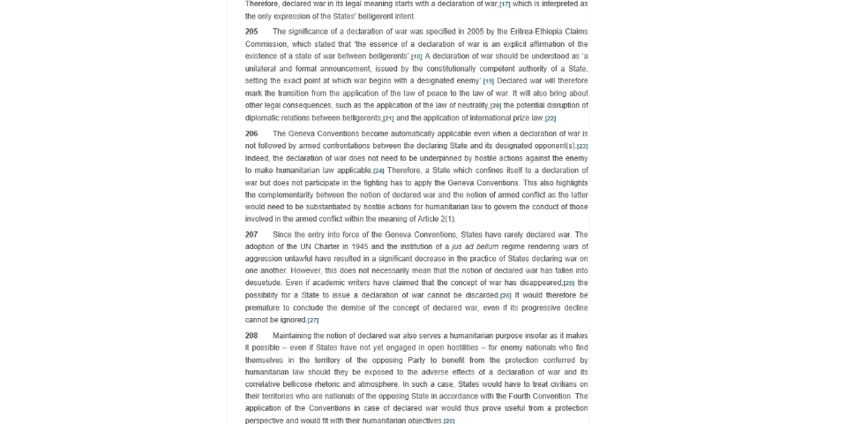 Therefore, declared war in its legal meaning starts with a declaration of war,[17] which is interpreted as
the only expression of the States' belligerent intent.
205 The significance of a declaration of war was specified in 2005 by the Eritrea-Ethiopia Claims
Commission, which stated that 'the essence of a declaration of war is an explicit affirmation of the
existence of a state of war between belligerents'.[18] A declaration of war should be understood as 'a
unilateral and formal announcement, issued by the constitutionally competent authority of a State,
setting the exact point at which war begins with a designated enemy'.[19] Declared war will therefore
mark the transition from the application of the law of peace to the law of war. It will also bring about
other legal consequences, such as the application of the law of neutrality,[20] the potential disruption of
diplomatic relations between belligerents,[21] and the application of international prize law.[22]
206 The Geneva Conventions become automatically applicable even when a declaration of war is
not followed by armed confrontations between the declaring State and its designated opponent(s).[23]
Indeed, the declaration of war does not need to be underpinned by hostile actions against the enemy
to make humanitarian law applicable.[24] Therefore, a State which confines itself to a declaration of
war but does not participate in the fighting has to apply the Geneva Conventions. This also highlights
the complementarity between the notion of declared war and the notion of armed conflict as the latter
would need to be substantiated by hostile actions for humanitarian law to govern the conduct of those
involved in the armed conflict within the meaning of Article 2(1).
207 Since the entry into force of the Geneva Conventions, States have rarely declared war. The
adoption of the UN Charter in 1945 and the institution of a jus ad bellum regime rendering wars of
aggression unlawful have resulted in a significant decrease in the practice of States declaring war on
one another. However, this does not necessarily mean that the notion of declared war has fallen into
desuetude. Even if academic writers have claimed that the concept of war has disappeared,[25] the
possibility for a State to issue a declaration of war cannot be discarded.[26] It would therefore be
premature to conclude the demise of the concept of declared war, even if its progressive decline
cannot be ignored.[27]
208 Maintaining the notion of declared war also serves a humanitarian purpose insofar as it makes
it possible – even if States have not yet engaged in open hostilities – for enemy nationals who find
themselves in the territory of the opposing Party to benefit from the protection conferred by
humanitarian law should they be exposed to the adverse effects of a declaration of war and its
correlative bellicose rhetoric and atmosphere. In such a case, States would have to treat civilians on
their territories who are nationals of the opposing State in accordance with the Fourth Convention. The
application of the Conventions in case of declared war would thus prove useful from a protection
perspective and would fit with their humanitarian objectives.[28]